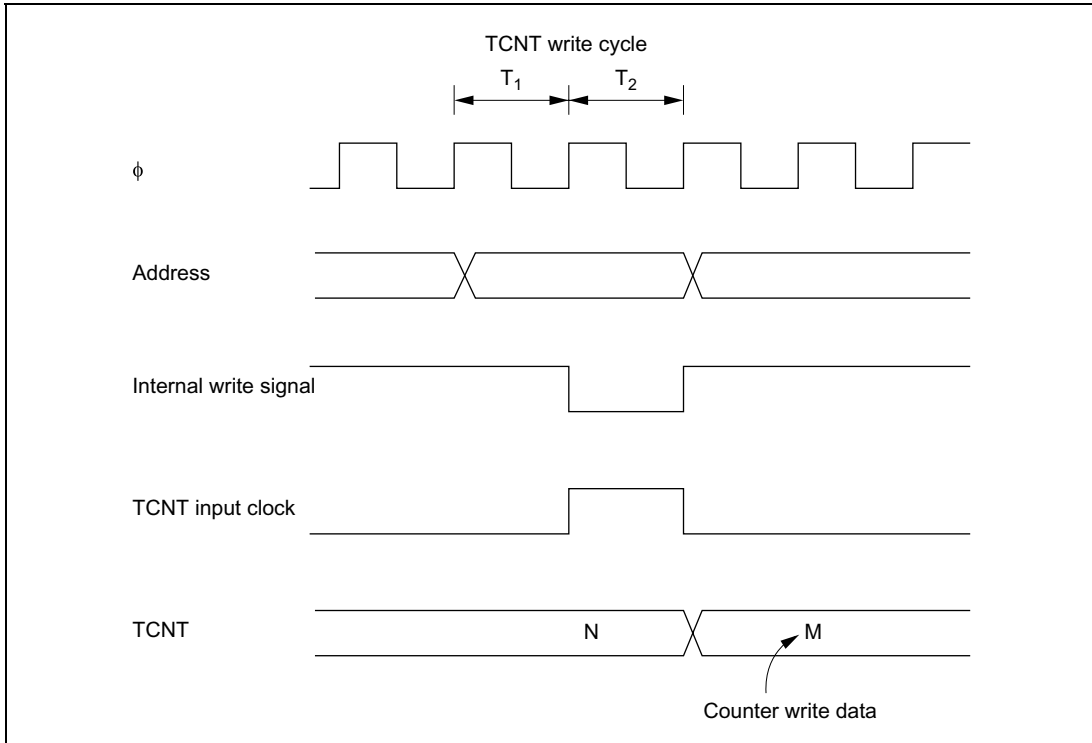 TCNT write cycle
T1 T2
ϕ
Address
Internal write signal
TCNT input clock
TCNT N M
Counter write data